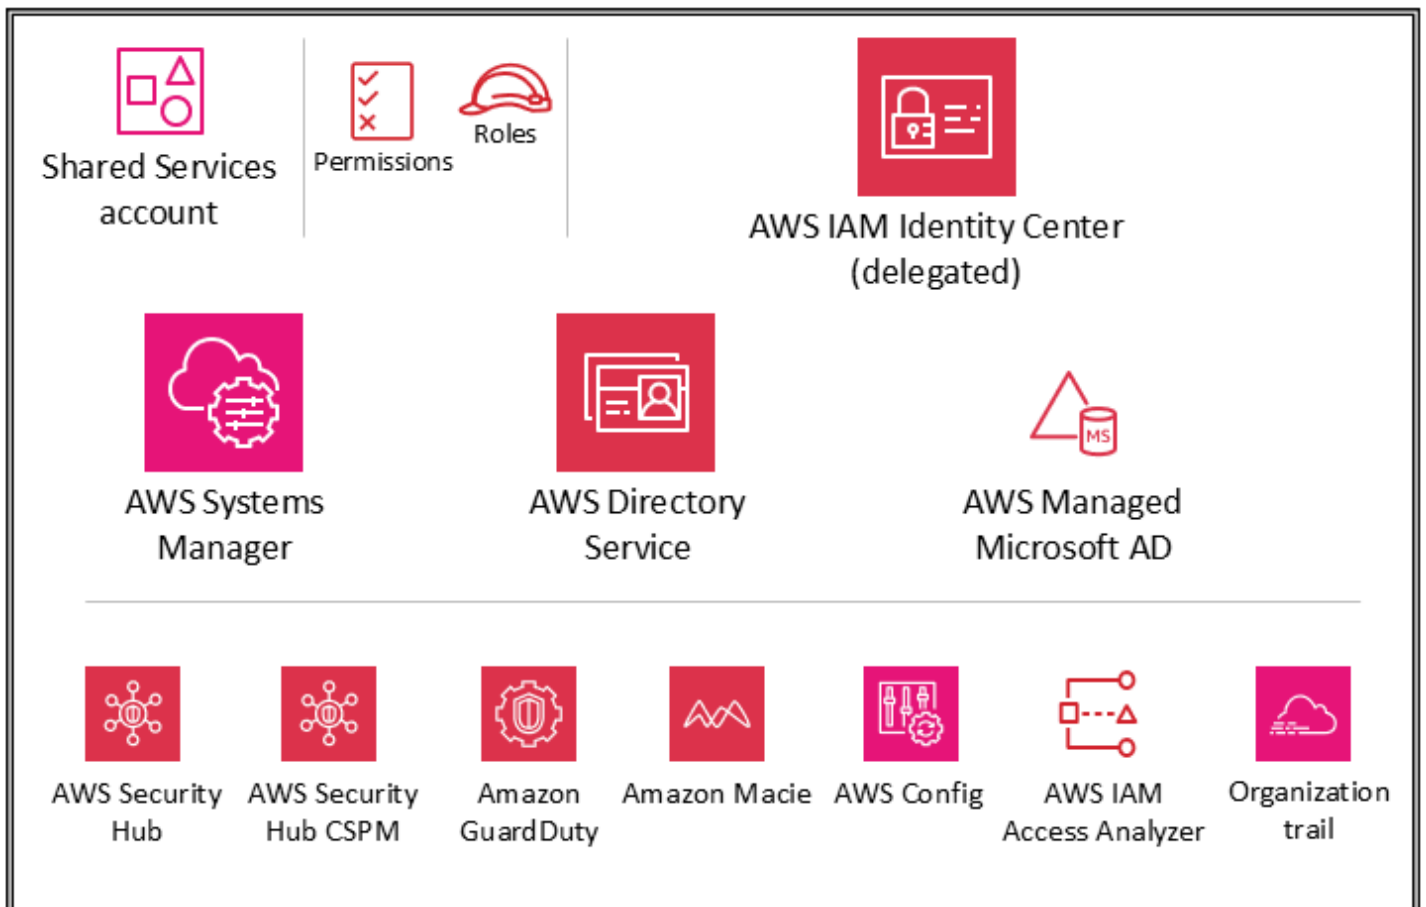 Shared Services
account
Permissions
Roles
AWS IAM Identity Center
(delegated)
AWS Systems
Manager
AWS Directory
Service
MS
AWS Managed
Microsoft AD
AWS Security
Hub
AWS Security
Hub CSPM
Amazon
GuardDuty
Amazon Macie
AWS Config
AWS IAM
Access Analyzer
Organization
trail